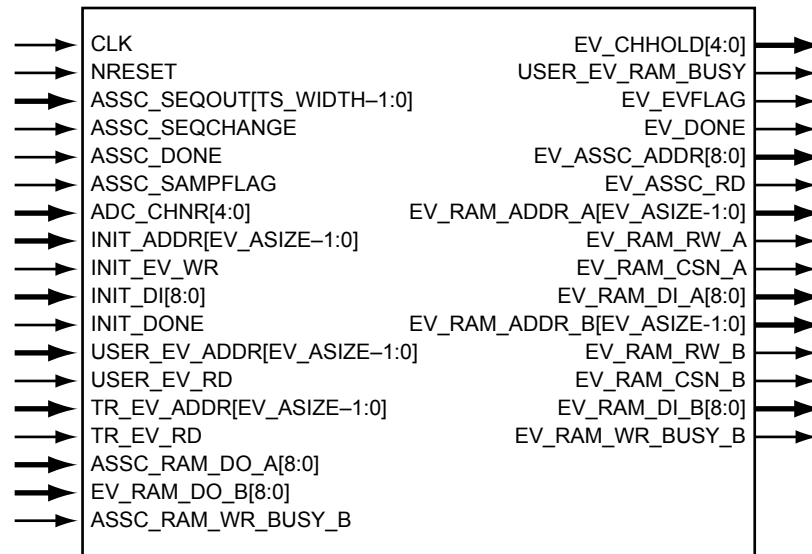 CLK
NRESET
ASSC_SEQOUT[TS_WIDTH–1:0]
ASSC_SEQCHANGE
ASSC_DONE
ASSC_SAMPFLAG
ADC_CHNR[4:0]
INIT_ADDR[EV_ASIZE–1:0]
INIT_EV_WR
INIT_DI[8:0]
INIT_DONE
USER_EV_ADDR[EV_ASIZE–1:0]
USER_EV_RD
TR_EV_ADDR[EV_ASIZE–1:0]
TR_EV_RD
ASSC_RAM_DO_A[8:0]
EV_RAM_DO_B[8:0]
ASSC_RAM_WR_BUSY_B
EV_CHHOLD[4:0]
USER_EV_RAM_BUSY
EV_EVFLAG
EV_DONE
EV_ASSC_ADDR[8:0]
EV_ASSC_RD
EV_RAM_ADDR_A[EV_ASIZE-1:0]
EV_RAM_RW_A
EV_RAM_CSN_A
EV_RAM_DI_A[8:0]
EV_RAM_ADDR_B[EV_ASIZE-1:0]
EV_RAM_RW_B
EV_RAM_CSN_B
EV_RAM_DI_B[8:0]
EV_RAM_WR_BUSY_B